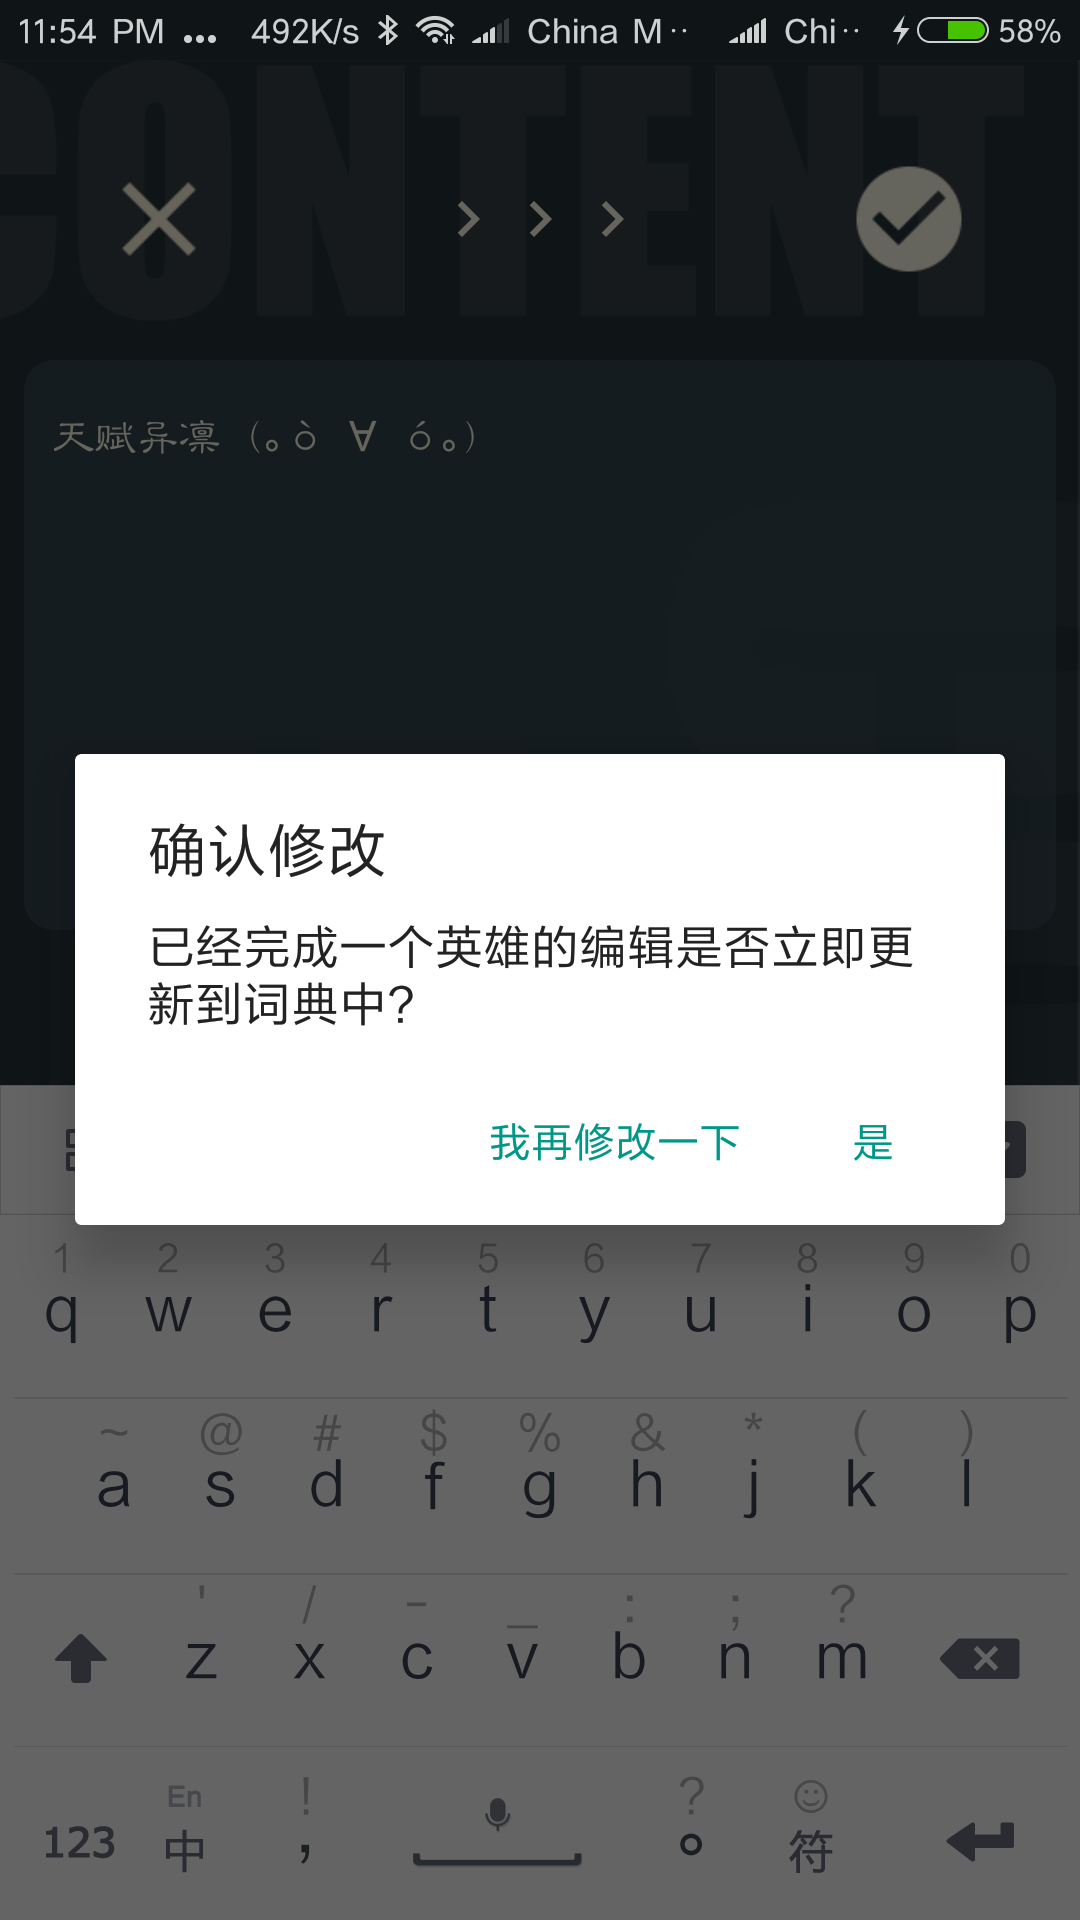 11:54 PM ... 492K/s China M·· Chi·· 58%
CONTENT
天赋异凛（｡ò ∀ ó｡）
确认修改
已经完成一个英雄的编辑是否立即更
新到词典中?
我再修改一下 是
1 2 3 4 5 6 7 8 9 0
q w e r t y u i o p
~ @ # $ % & * ( )
a s d f g h j k l
' / - _ : ; ?
z x c v b n m
En ! ? 
123 中 , 。 符